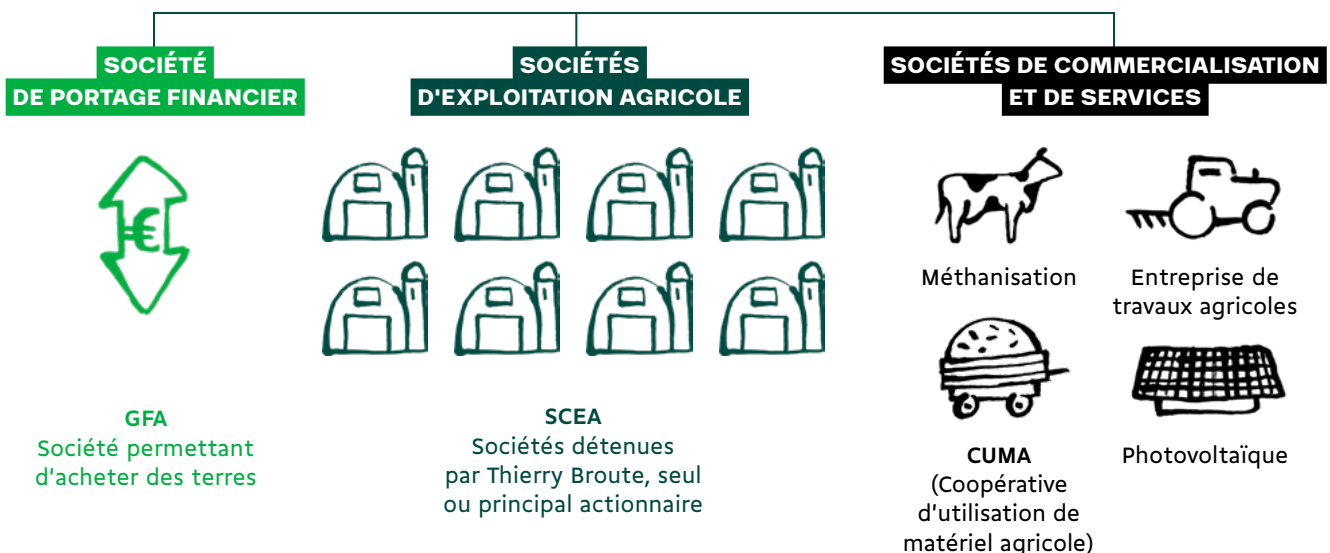 SOCIÉTÉ
DE PORTAGE FINANCIER
€
GFA
Société permettant
d'acheter des terres
SOCIÉTÉS
D'EXPLOITATION AGRICOLE
SCEA
Sociétés détenues
par Thierry Broute, seul
ou principal actionnaire
SOCIÉTÉS DE COMMERCIALISATION
ET DE SERVICES
Méthanisation
Entreprise de
travaux agricoles
CUMA
(Coopérative
d'utilisation de
matériel agricole)
Photovoltaïque